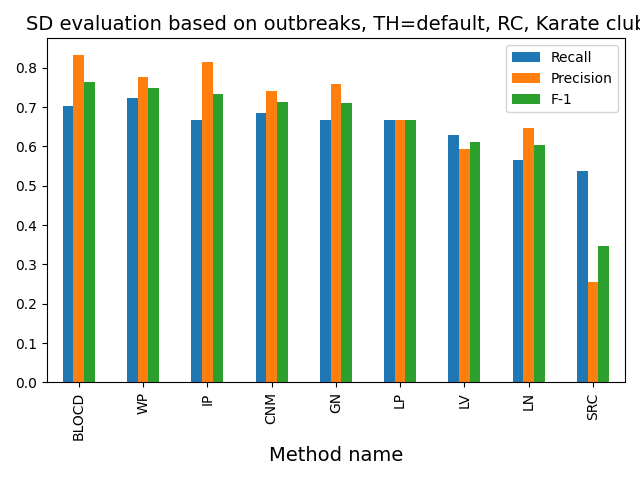 SD evaluation based on outbreaks, TH=default, RC, Karate club
Recall
Precision
F-1
0.8
0.7
0.6
0.5
0.4
0.3
0.2
0.1
0.0
BLOCD WP IP CNM GN LP LV LN SRC
Method name